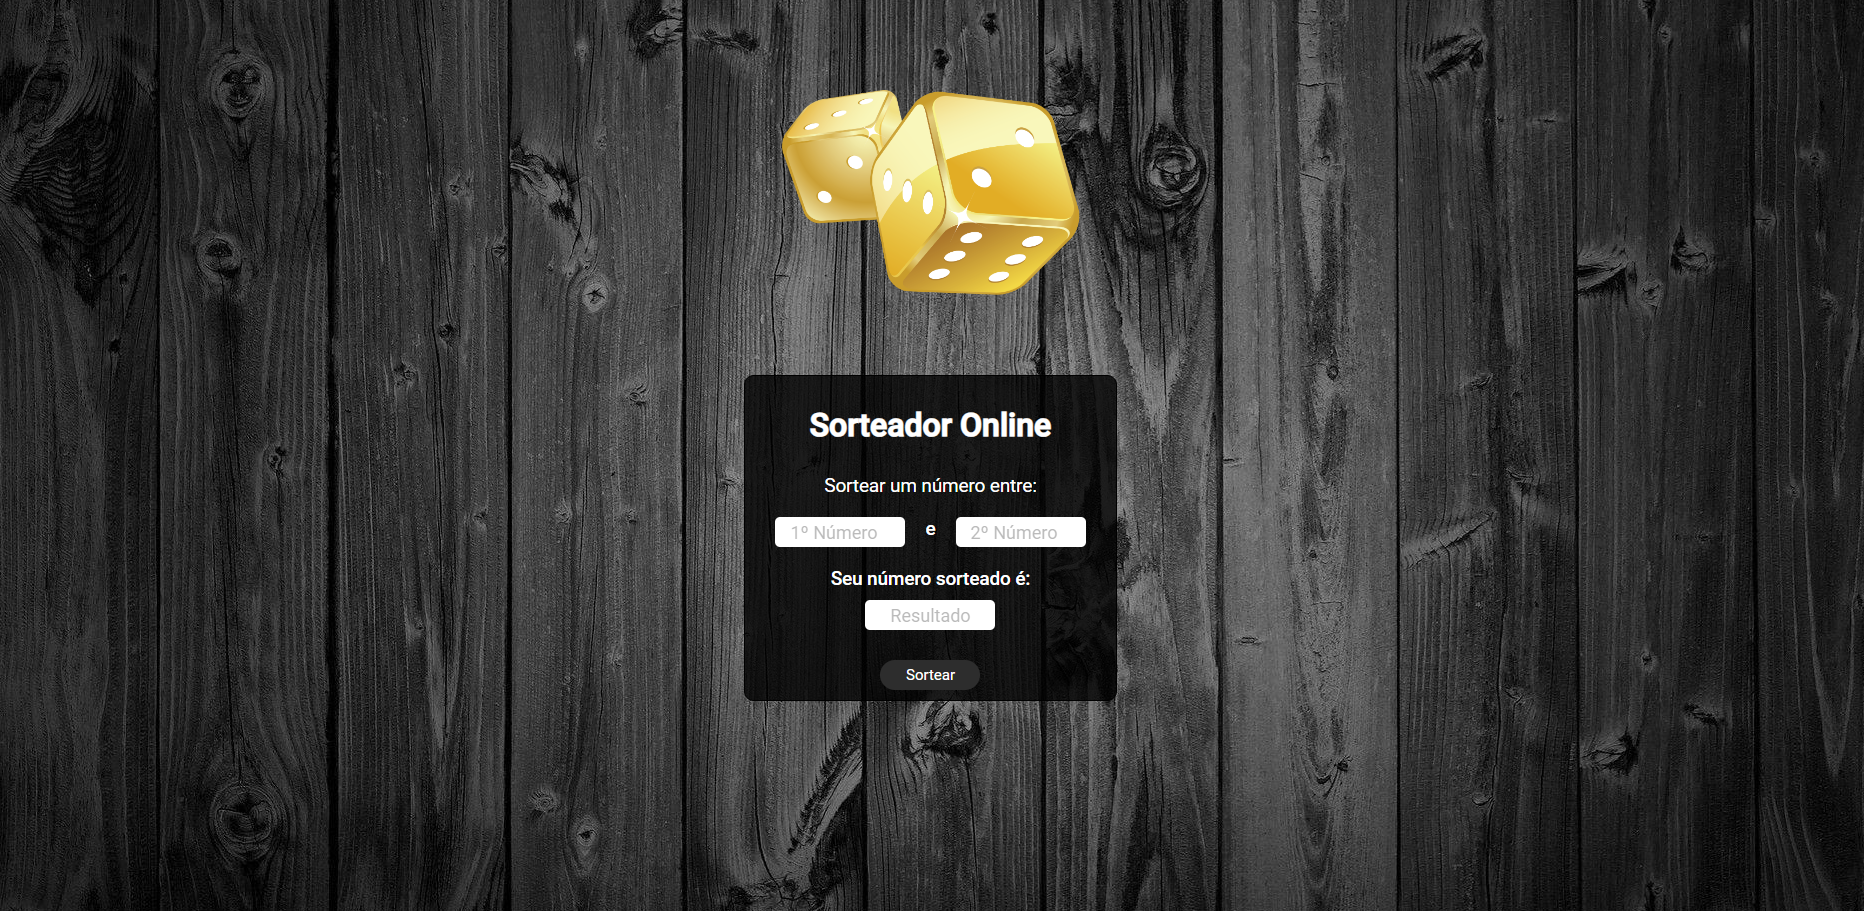 Sorteador Online
Sortear um número entre:
1º Número e 2º Número
Seu número sorteado é:
Resultado
Sortear